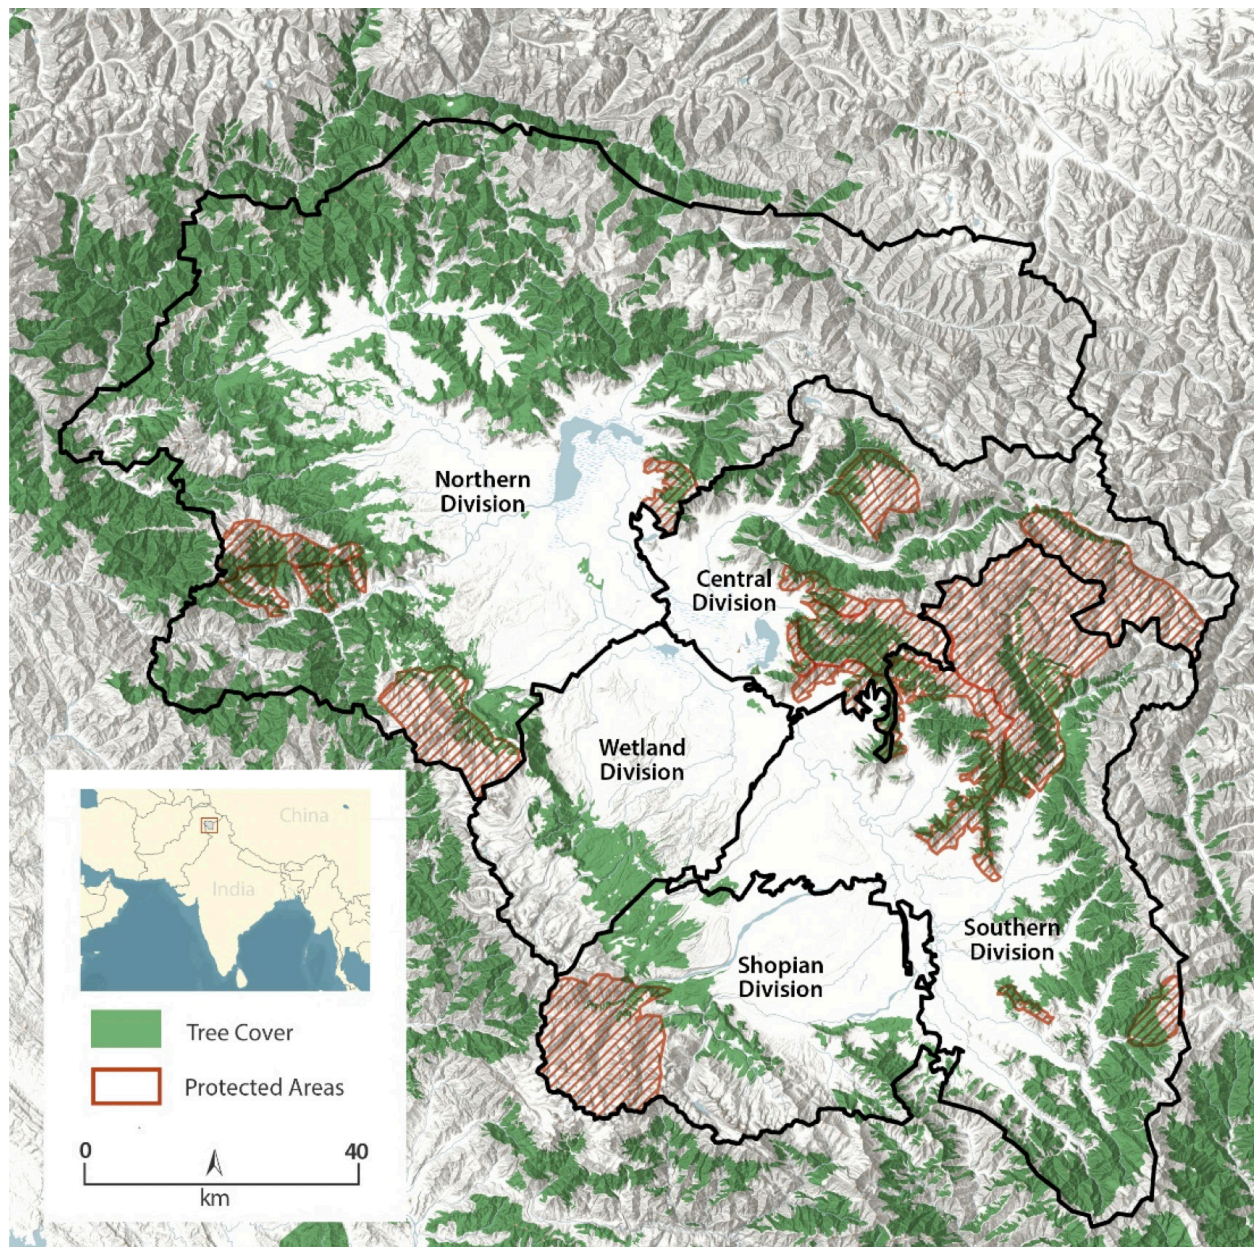 Northern
Division
Central
Division
Wetland
Division
Southern
Division
Shopian
Division
China
India
Tree Cover
Protected Areas
0 40
km